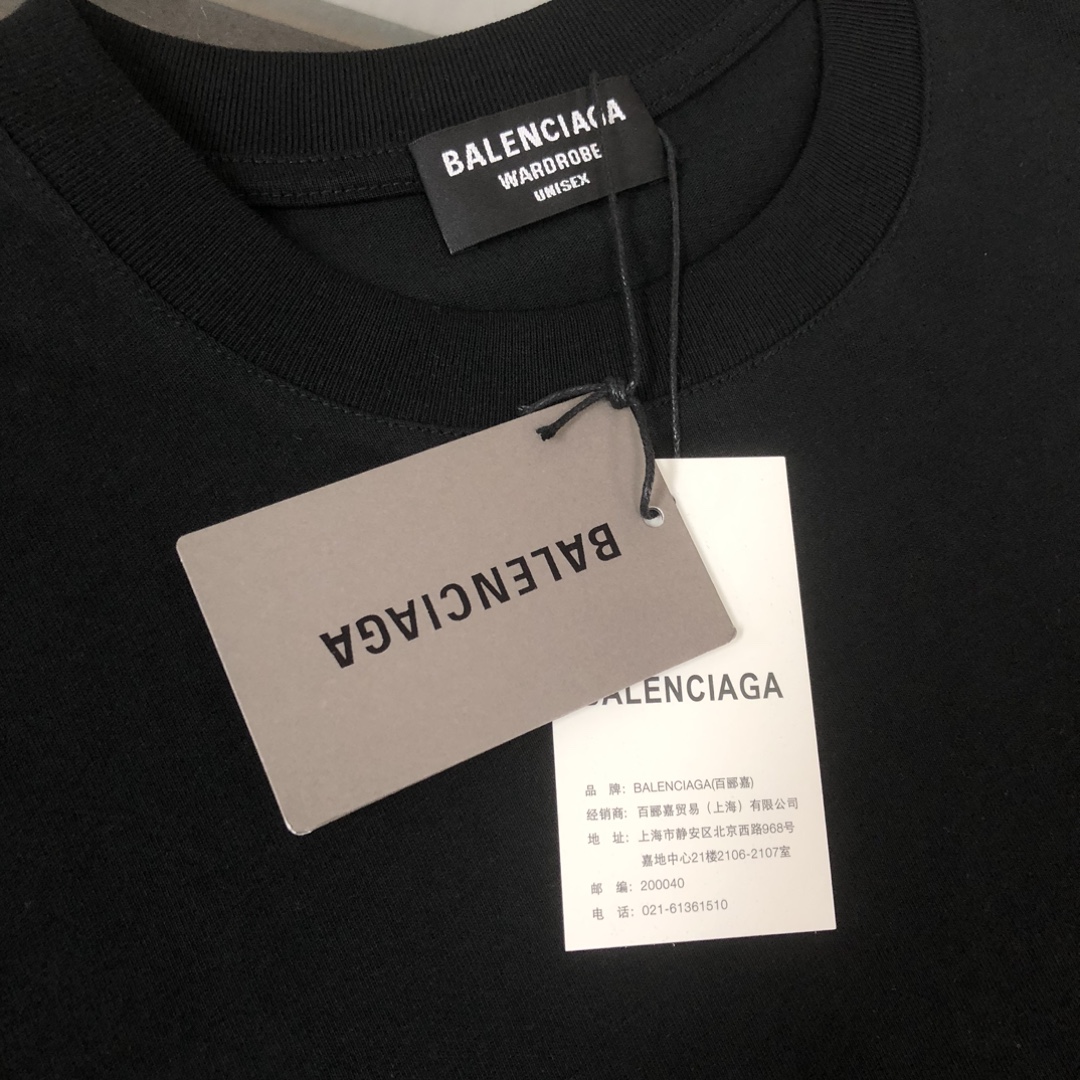 BALENCIAGA
WARDROBE
UNISEX
BALENCIAGA
BALENCIAGA
品 牌：BALENCIAGA(百郦嘉)
经销商：百郦嘉贸易（上海）有限公司
地 址：上海市静安区北京西路968号
嘉地中心21楼2106-2107室
邮 编：200040
电 话：021-61361510